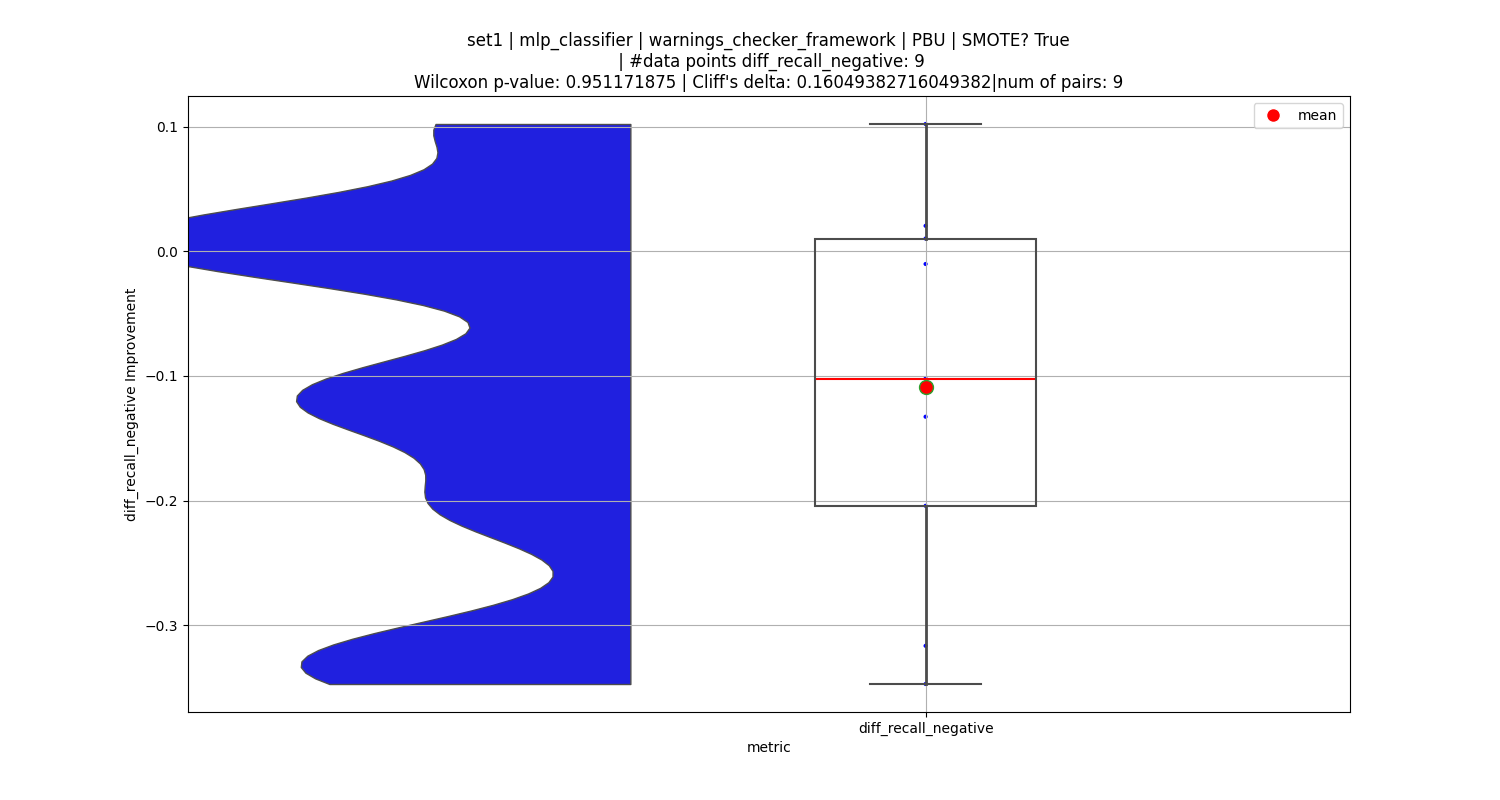 set1 | mlp_classifier | warnings_checker_framework | PBU | SMOTE? True
| #data points diff_recall_negative: 9
Wilcoxon p-value: 0.951171875 | Cliff's delta: 0.16049382716049382|num of pairs: 9
mean
0.1
0.0
−0.1
−0.2
−0.3
diff_recall_negative Improvement
diff_recall_negative
metric